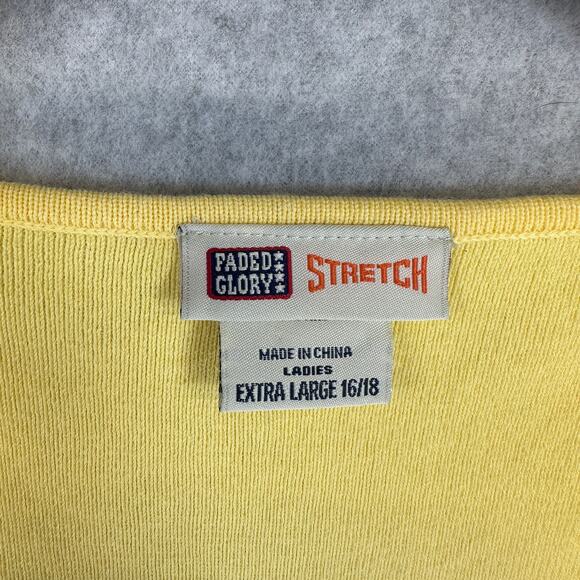 FADED GLORY
STRETCH
MADE IN CHINA
LADIES
EXTRA LARGE 16/18